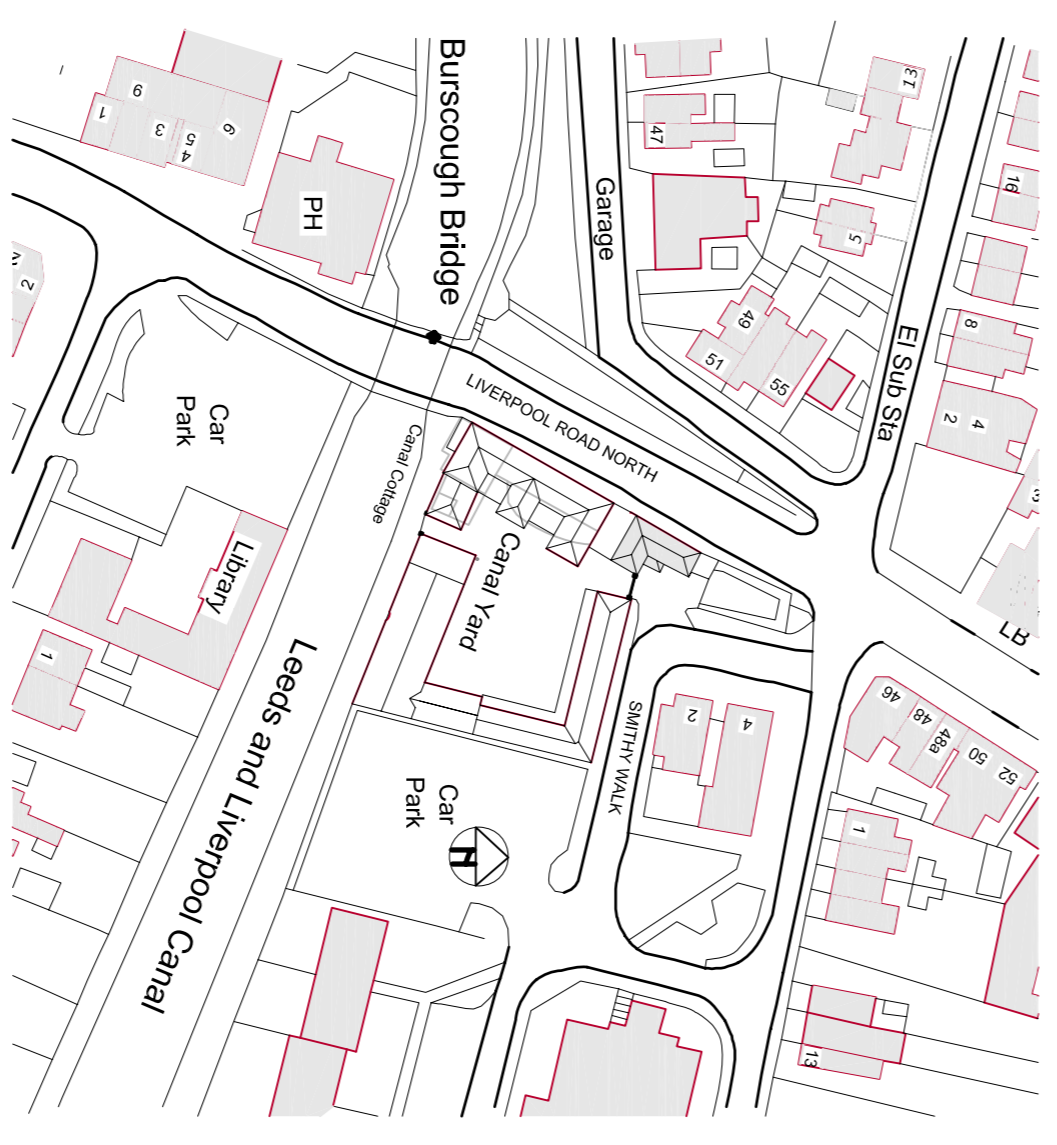 13
16
47
Garage
5
8
49
51
55
El Sub Sta
4
2
LB
Burscough Bridge
PH
9
1
3
5
4
6
2
LIVERPOOL ROAD NORTH
Canal Cottage
Canal Yard
Car
Park
Library
1
Leeds and Liverpool Canal
SMITHY WALK
2
4
46
48
48a
50
52
1
13
Car
Park
N